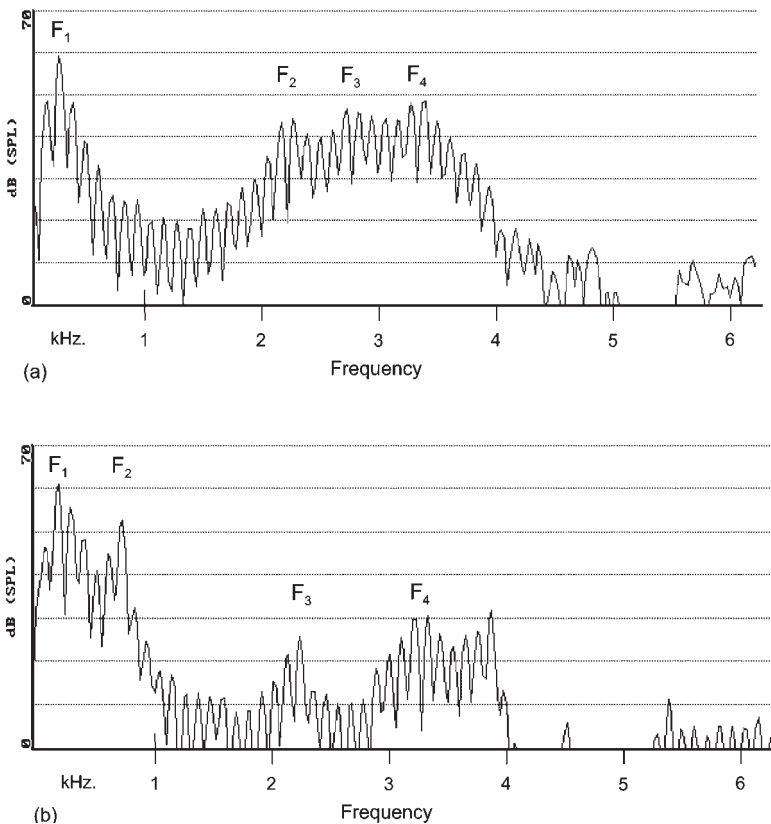 70
F1
F2 F3 F4
dB (SPL)
0
kHz. 1 2 3 4 5 6
(a) Frequency
70
F1 F2
F3 F4
dB (SPL)
0
kHz. 1 2 3 4 5 6
Frequency
(b)